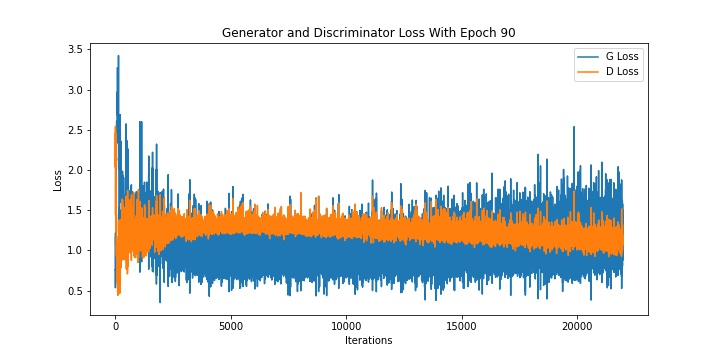 Generator and Discriminator Loss With Epoch 90
G Loss
D Loss
3.5
3.0
2.5
2.0
1.5
1.0
0.5
Loss
0
5000
10000
15000
20000
Iterations